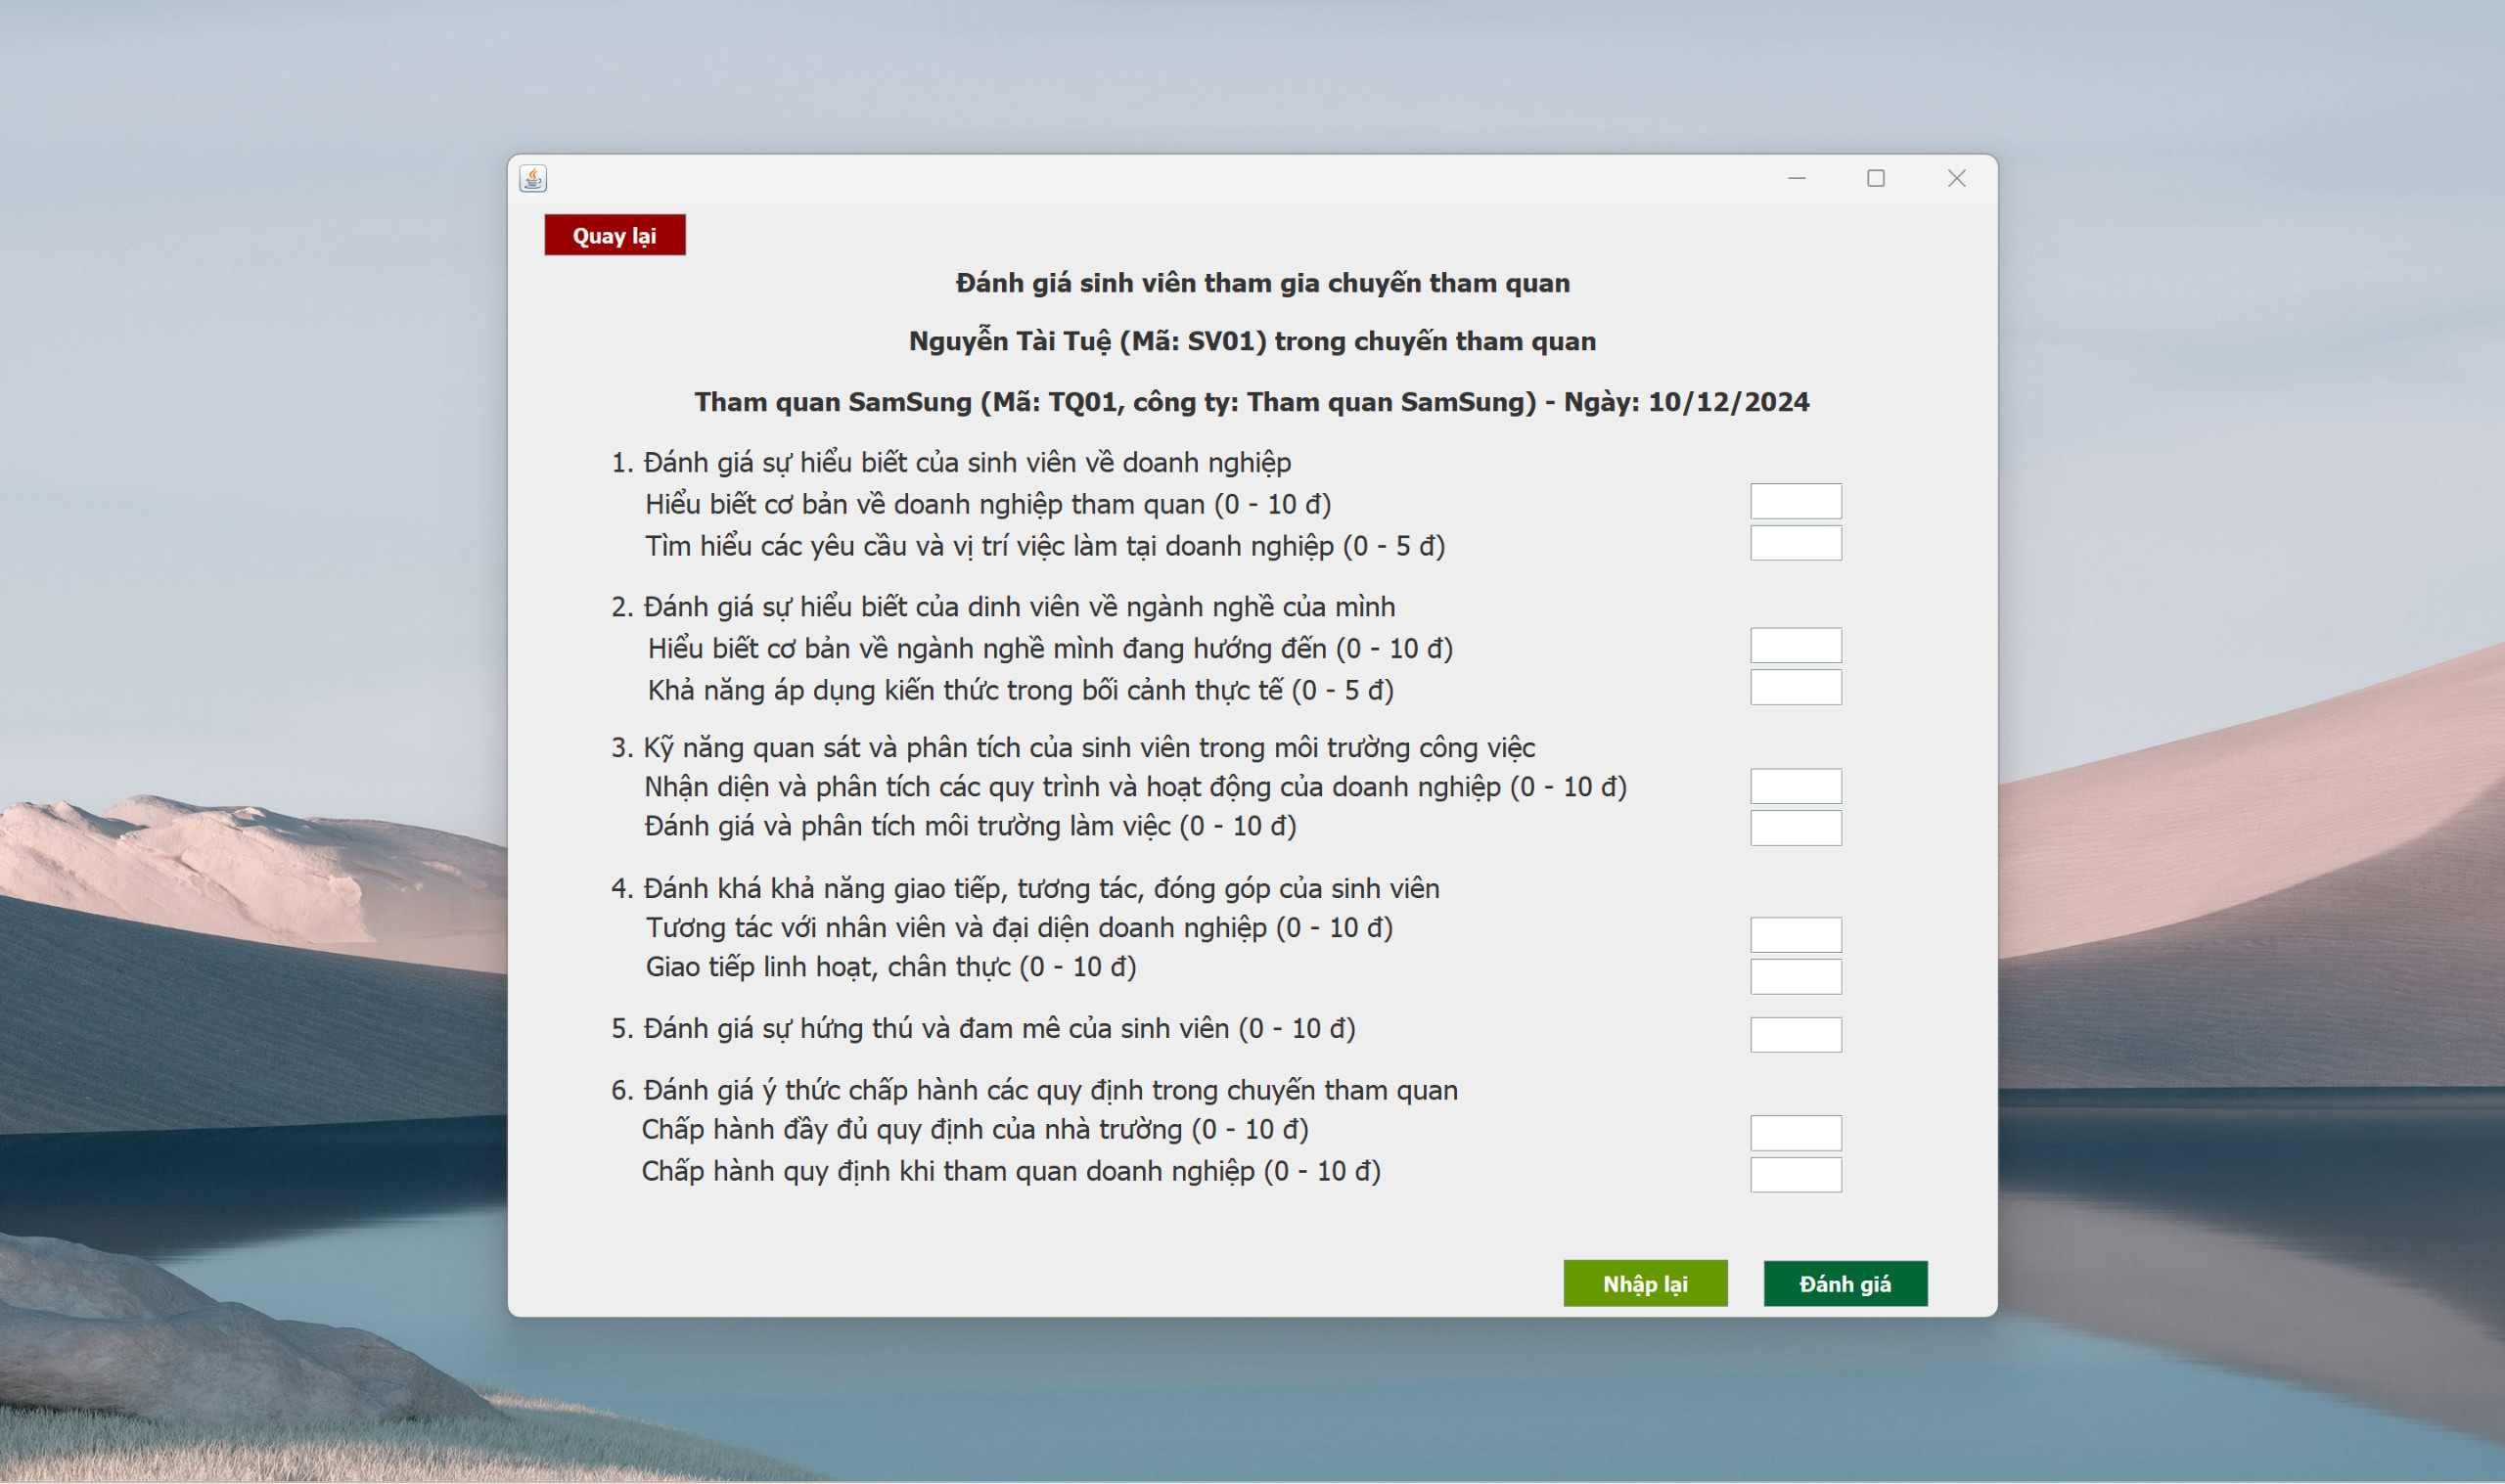 Quay lại
Đánh giá sinh viên tham gia chuyến tham quan
Nguyễn Tài Tuệ (Mã: SV01) trong chuyến tham quan
Tham quan SamSung (Mã: TQ01, công ty: Tham quan SamSung) - Ngày: 10/12/2024
1. Đánh giá sự hiểu biết của sinh viên về doanh nghiệp
Hiểu biết cơ bản về doanh nghiệp tham quan (0 - 10 đ)
Tìm hiểu các yêu cầu và vị trí việc làm tại doanh nghiệp (0 - 5 đ)
2. Đánh giá sự hiểu biết của dinh viên về ngành nghề của mình
Hiểu biết cơ bản về ngành nghề mình đang hướng đến (0 - 10 đ)
Khả năng áp dụng kiến thức trong bối cảnh thực tế (0 - 5 đ)
3. Kỹ năng quan sát và phân tích của sinh viên trong môi trường công việc
Nhận diện và phân tích các quy trình và hoạt động của doanh nghiệp (0 - 10 đ)
Đánh giá và phân tích môi trường làm việc (0 - 10 đ)
4. Đánh khá khả năng giao tiếp, tương tác, đóng góp của sinh viên
Tương tác với nhân viên và đại diện doanh nghiệp (0 - 10 đ)
Giao tiếp linh hoạt, chân thực (0 - 10 đ)
5. Đánh giá sự hứng thú và đam mê của sinh viên (0 - 10 đ)
6. Đánh giá ý thức chấp hành các quy định trong chuyến tham quan
Chấp hành đầy đủ quy định của nhà trường (0 - 10 đ)
Chấp hành quy định khi tham quan doanh nghiệp (0 - 10 đ)
Nhập lại
Đánh giá